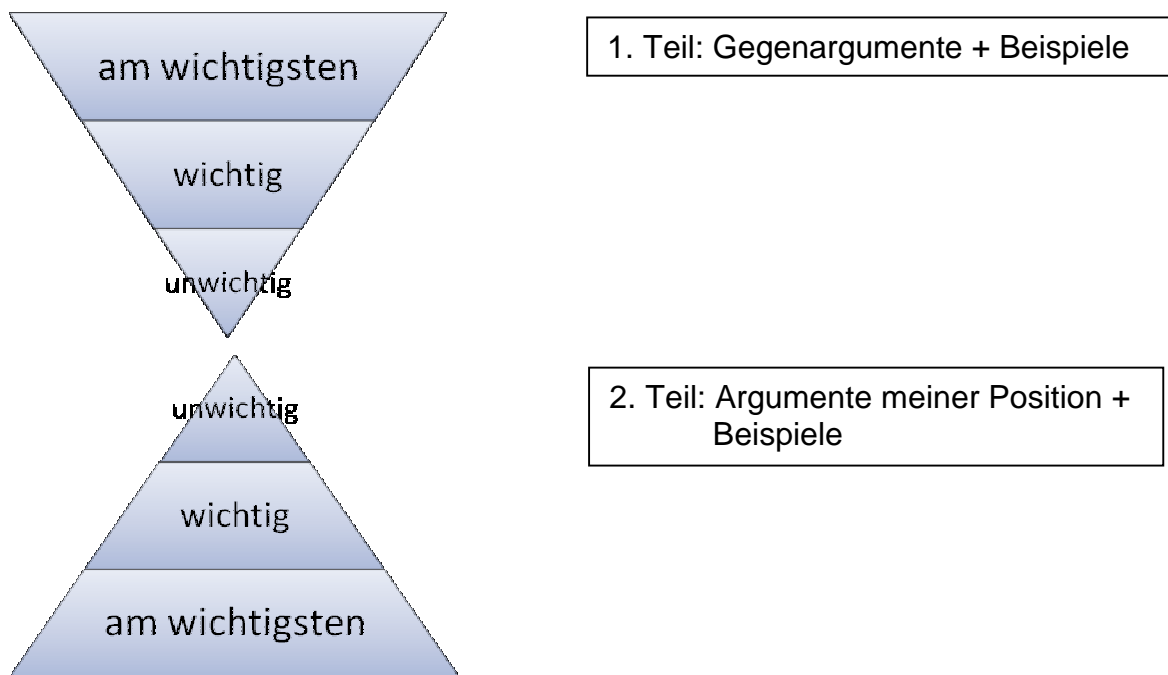 am wichtigsten
1. Teil: Gegenargumente + Beispiele
wichtig
unwichtig
unwichtig
2. Teil: Argumente meiner Position +
Beispiele
wichtig
am wichtigsten